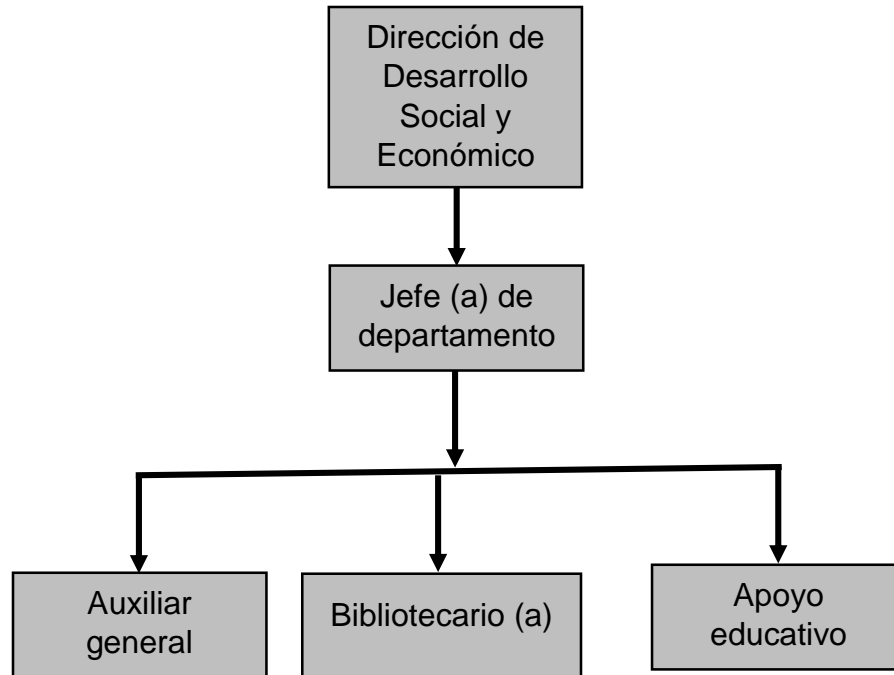 Dirección de
Desarrollo
Social y
Económico
Jefe (a) de
departamento
Auxiliar
general
Bibliotecario (a)
Apoyo
educativo